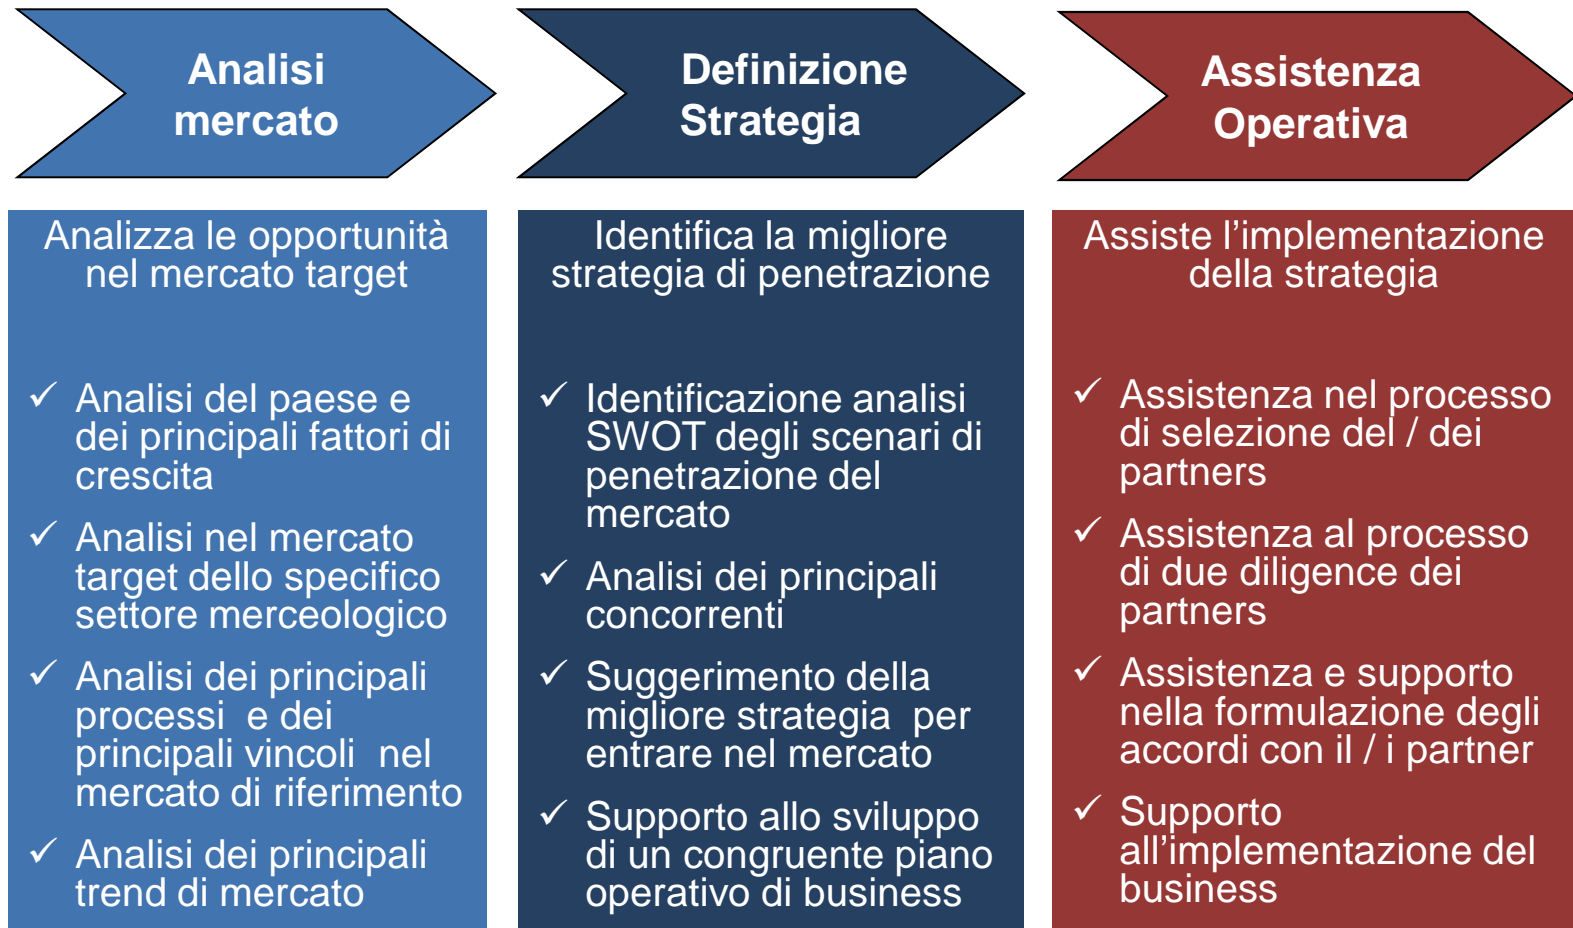 Analisi
mercato
Definizione
Strategia
Assistenza
Operativa
Analizza le opportunità
nel mercato target
✓ Analisi del paese e
dei principali fattori di
crescita
✓ Analisi nel mercato
target dello specifico
settore merceologico
✓ Analisi dei principali
processi e dei
principali vincoli nel
mercato di riferimento
✓ Analisi dei principali
trend di mercato
Identifica la migliore
strategia di penetrazione
✓ Identificazione analisi
SWOT degli scenari di
penetrazione del
mercato
✓ Analisi dei principali
concorrenti
✓ Suggerimento della
migliore strategia per
entrare nel mercato
✓ Supporto allo sviluppo
di un congruente piano
operativo di business
Assiste l’implementazione
della strategia
✓ Assistenza nel processo
di selezione del / dei
partners
✓ Assistenza al processo
di due diligence dei
partners
✓ Assistenza e supporto
nella formulazione degli
accordi con il / i partner
✓ Supporto
all’implementazione del
business